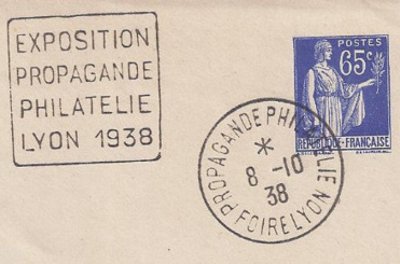 EXPOSITION
PROPAGANDE
PHILATELIE
LYON 1938
POSTES
65c
REPUBLIQUE-FRANÇAISE
PROPAGANDE PHILATELIE
*
8 -10
38
FOIRE LYON